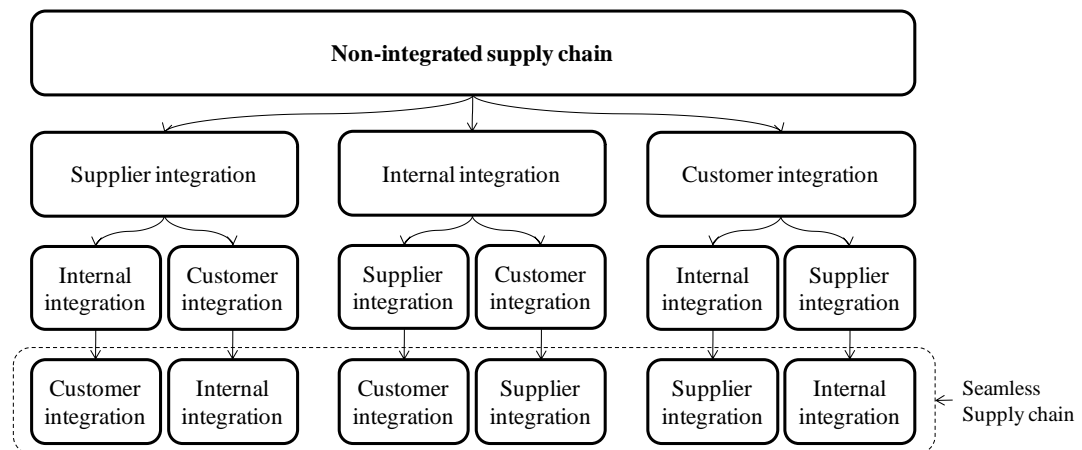 Non-integrated supply chain
Supplier integration
Internal integration
Customer integration
Internal
integration
Customer
integration
Supplier
integration
Customer
integration
Internal
integration
Supplier
integration
Customer
integration
Internal
integration
Customer
integration
Supplier
integration
Supplier
integration
Internal
integration
Seamless
Supply chain